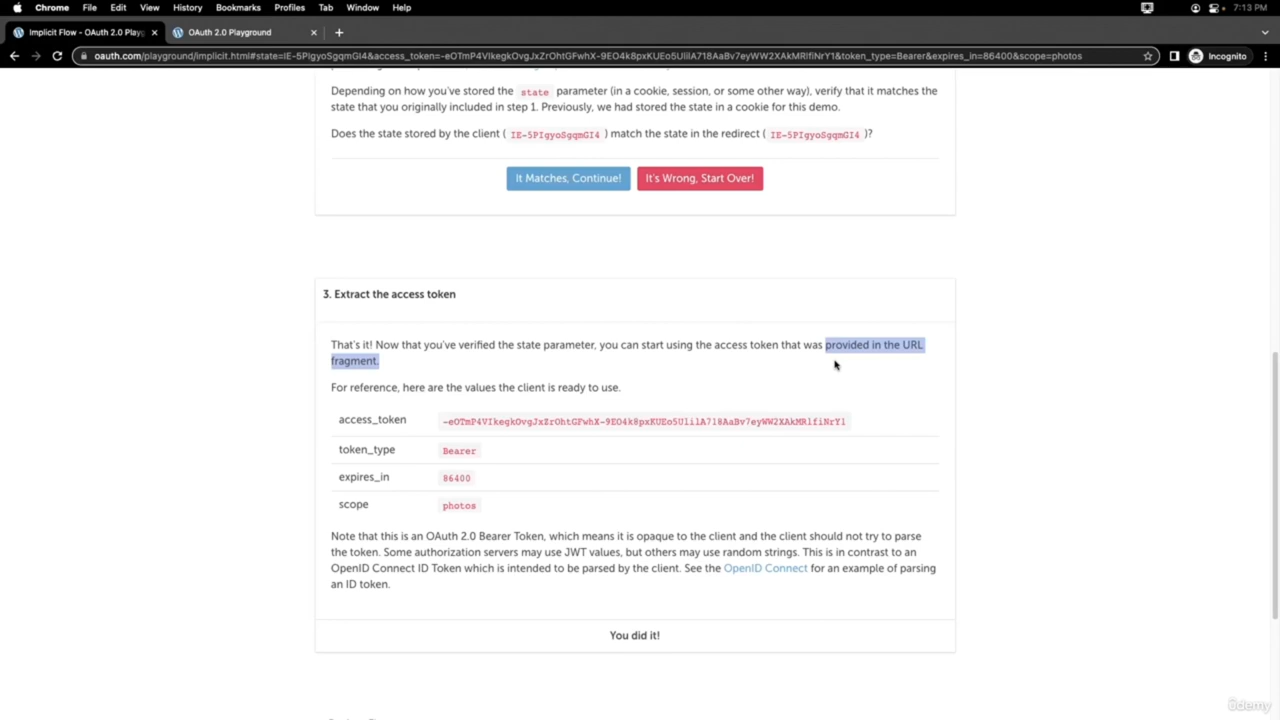 Chrome File Edit View History Bookmarks Profiles Tab Window Help 7:13 PM
Implicit Flow - OAuth 2.0 Play OAuth 2.0 Playground
Incognito
Depending on how you've stored the state parameter (in a cookie, session, or some other way), verify that it matches the
state that you originally included in step 1. Previously, we had stored the state in a cookie for this demo.
Does the state stored by the client ( IE-5PIgyoSgqmGI4 ) match the state in the redirect ( IE-5PIgyoSgqmGI4 )?
It Matches, Continue! It's Wrong, Start Over!
3. Extract the access token
That's it! Now that you've verified the state parameter, you can start using the access token that was provided in the URL
fragment.
For reference, here are the values the client is ready to use.
access_token
token_type Bearer
expires_in 86400
scope photos
Note that this is an OAuth 2.0 Bearer Token, which means it is opaque to the client and the client should not try to parse
the token. Some authorization servers may use JWT values, but others may use random strings. This is in contrast to an
OpenID Connect ID Token which is intended to be parsed by the client. See the OpenID Connect for an example of parsing
an ID token.
You did it!
ûdemy